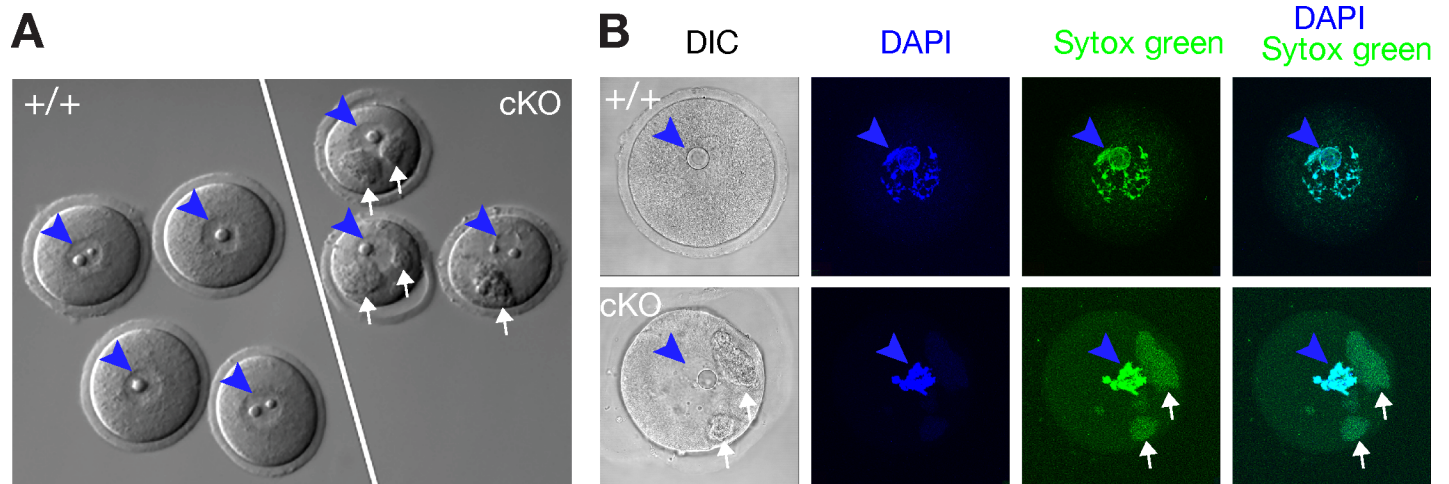 A
+/+
cKO
B
DIC
DAPI
Sytox green
DAPI
Sytox green
+/+
cKO